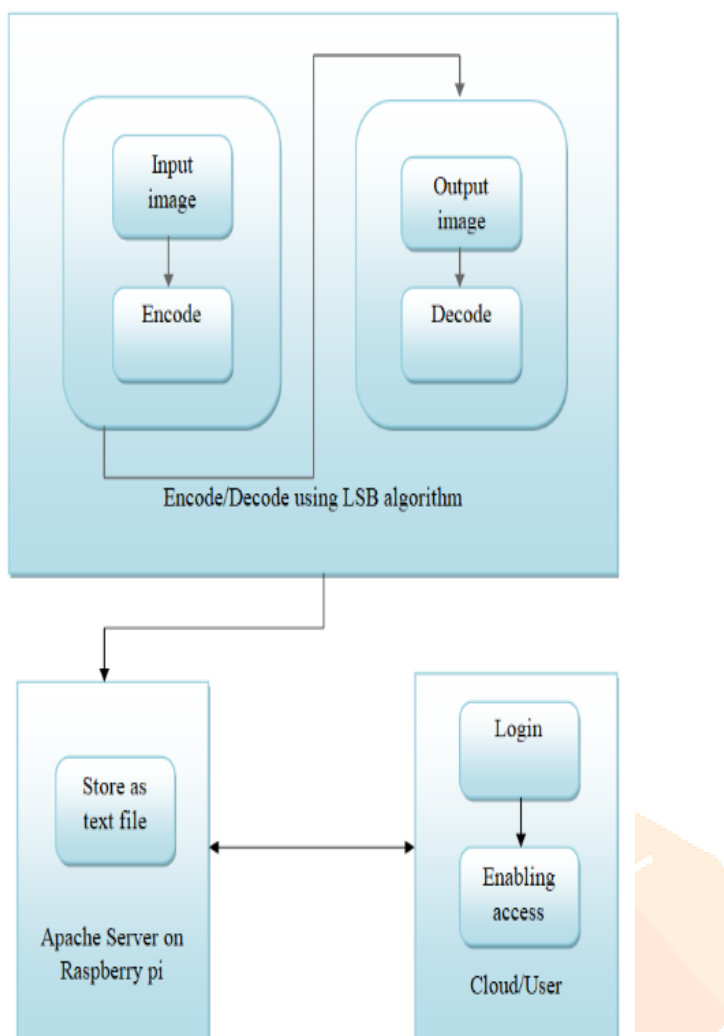 Input
image
Encode
Output
image
Decode
Encode/Decode using LSB algorithm
Store as
text file
Apache Server on
Raspberry pi
Login
Enabling
access
Cloud/User